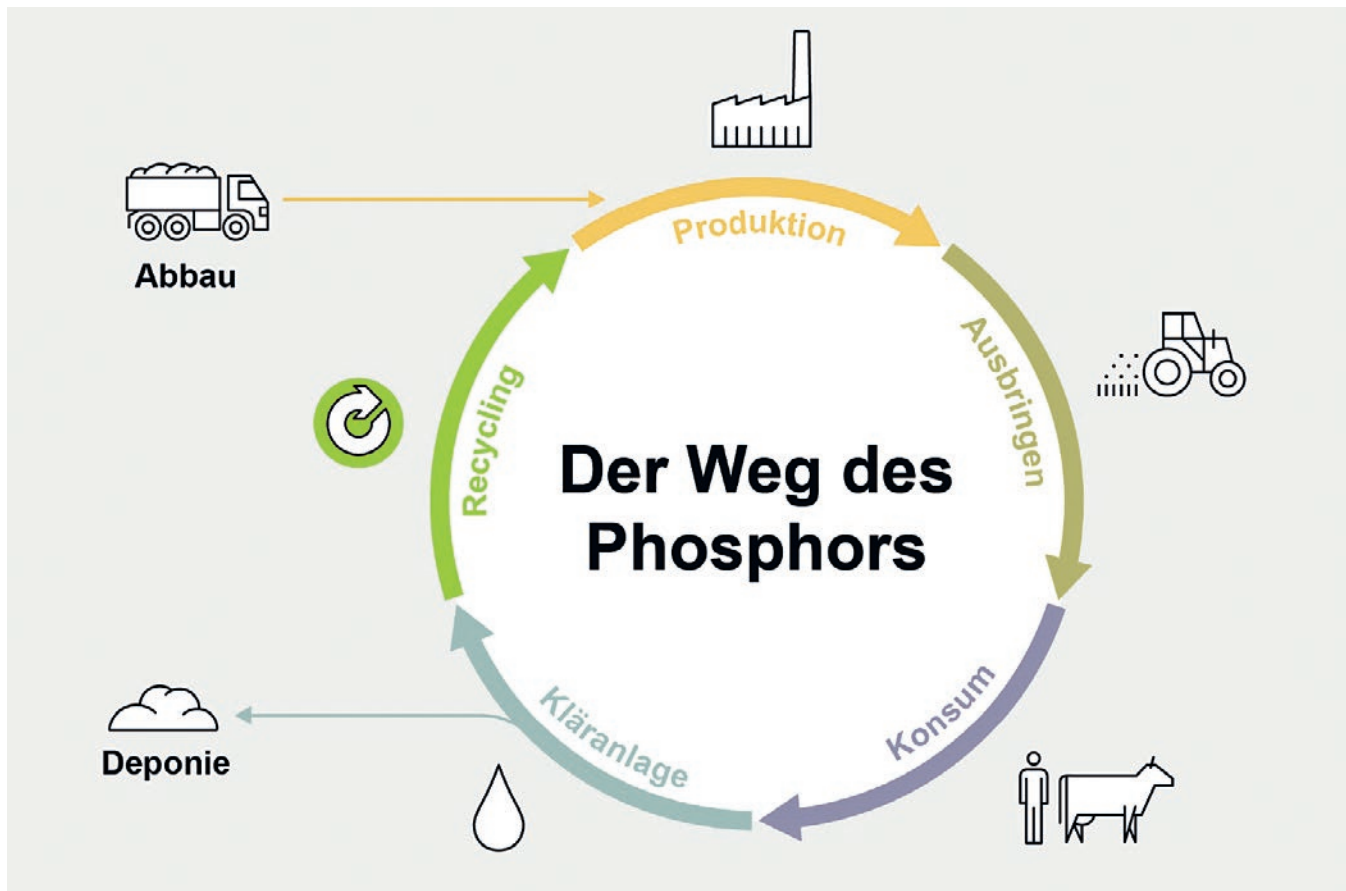 Produktion
Abbau
Ausbringen
Recycling
Der Weg des
Phosphors
Konsum
Kläranlage
Deponie